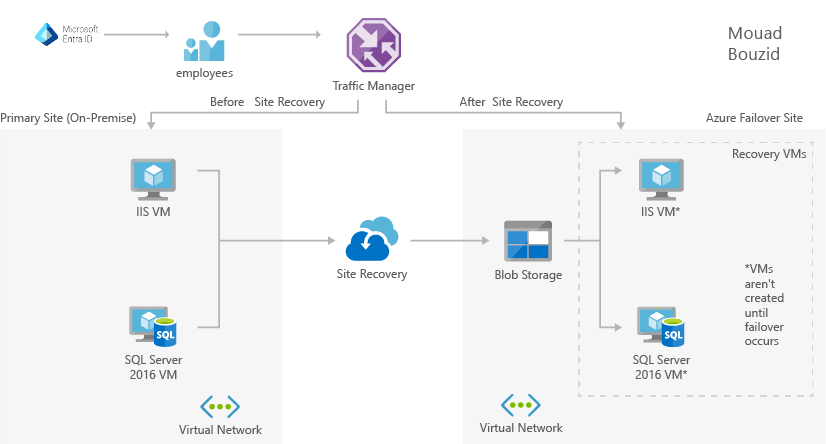 Microsoft
Entra ID
employees
Traffic Manager
Mouad
Bouzid
Before Site Recovery
After Site Recovery
Primary Site (On-Premise)
Azure Failover Site
Recovery VMs
IIS VM
IIS VM*
Site Recovery
Blob Storage
*VMs
aren't
created
until
failover
occurs
SQL
SQL Server
2016 VM
SQL
SQL Server
2016 VM*
Virtual Network
Virtual Network